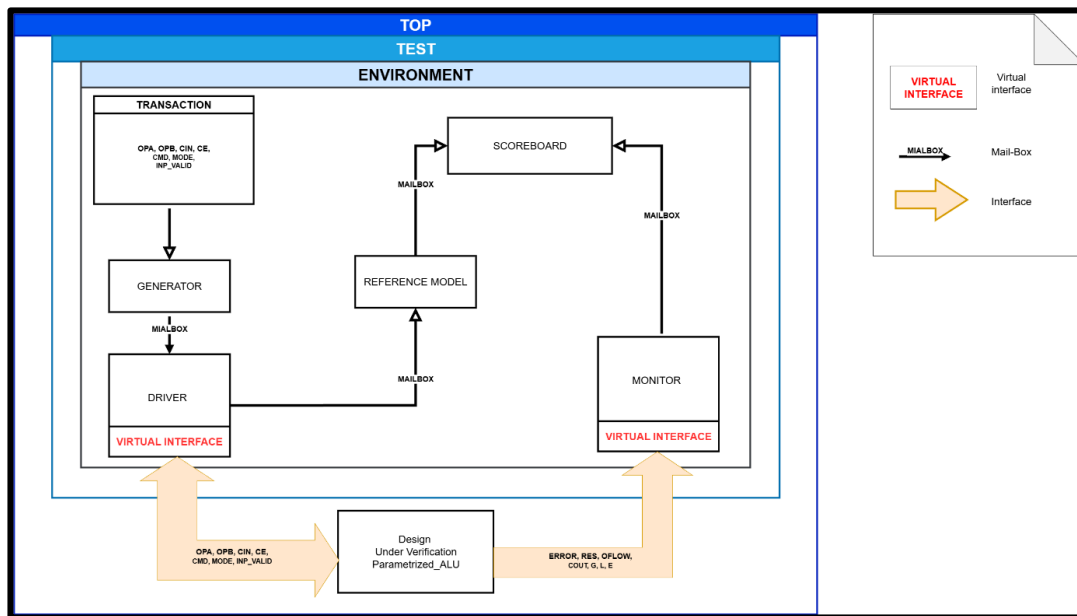 TOP
TEST
ENVIRONMENT
TRANSACTION
OPA, OPB, CIN, CE,
CMD, MODE,
INP_VALID
GENERATOR
MIALBOX
DRIVER
VIRTUAL INTERFACE
MAILBOX
REFERENCE MODEL
MAILBOX
SCOREBOARD
MAILBOX
MONITOR
VIRTUAL INTERFACE
OPA, OPB, CIN, CE,
CMD, MODE, INP_VALID
Design
Under Verification
Parametrized_ALU
ERROR, RES, OFLOW,
COUT, G, L, E
VIRTUAL
INTERFACE
Virtual
interface
MIALBOX
Mail-Box
Interface